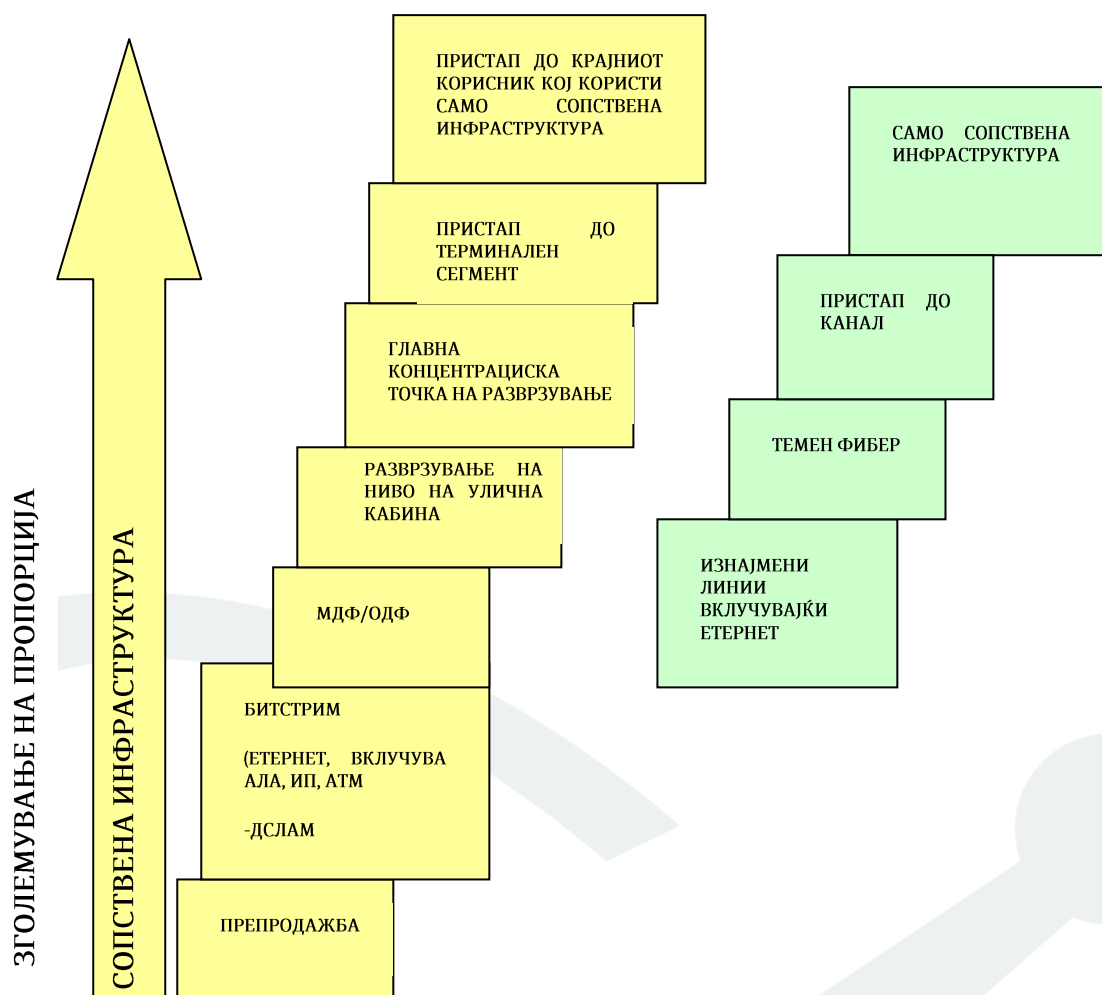 ПРИСТАП ДО КРАЈНИОТ
КОРИСНИК КОЈ КОРИСТИ
САМО СОПСТВЕНА
ИНФРАСТРУКТУРА
ПРИСТАП ДО
ТЕРМИНАЛЕН
СЕГМЕНТ
ГЛАВНА
КОНЦЕНТРАЦИСКА
ТОЧКА НА РАЗВРЗУВАЊЕ
РАЗВРЗУВАЊЕ НА
НИВО НА УЛИЧНА
КАБИНА
МДФ/ОДФ
БИТСТРИМ
(ЕТЕРНЕТ, ВКЛУЧУВА
АЛА, ИП, АТМ
-ДСЛАМ
ПРЕПРОДАЖБА
САМО СОПСТВЕНА
ИНФРАСТРУКТУРА
ПРИСТАП ДО
КАНАЛ
ТЕМЕН ФИБЕР
ИЗНАЈМЕНИ
ЛИНИИ
ВКЛУЧУВАЈЌИ
ЕТЕРНЕТ
ЗГОЛЕМУВАЊЕ НА ПРОПОРЦИЈА
СОПСТВЕНА ИНФРАСТРУКТУРА